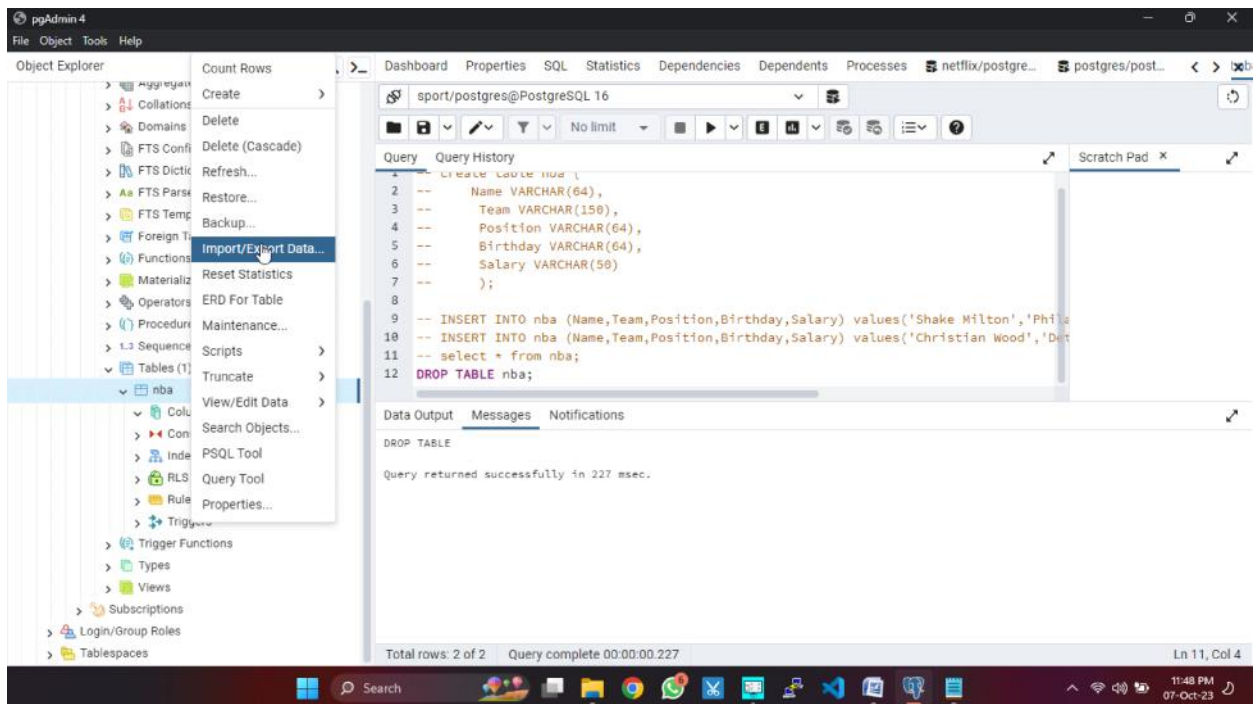 pgAdmin 4
File Object Tools Help
Object Explorer
Dashboard Properties SQL Statistics Dependencies Dependents Processes netflix/postgre... postgres/post...
Collations
Domains
FTS Confi
FTS Dictic
FTS Parse
FTS Temp
Foreign T
Functions
Materializ
Operators
Procedure
1..3 Sequence
Tables (1)
nba
Colu
Con
Inde
RLS
Rule
Triggers
Trigger Functions
Types
Views
Subscriptions
Login/Group Roles
Tablespaces
Count Rows
Create
Delete
Delete (Cascade)
Refresh...
Restore...
Backup...
Import/Export Data...
Reset Statistics
ERD For Table
Maintenance...
Scripts
Truncate
View/Edit Data
Search Objects...
PSQL Tool
Query Tool
Properties...
sport/postgres@PostgreSQL 16
No limit
Query Query History
Scratch Pad
1 -- create table nba (
2 -- Name VARCHAR(64),
3 -- Team VARCHAR(150),
4 -- Position VARCHAR(64),
5 -- Birthday VARCHAR(64),
6 -- Salary VARCHAR(50)
7 -- );
8
9 -- INSERT INTO nba (Name,Team,Position,Birthday,Salary) values('Shake Milton','Phila
10 -- INSERT INTO nba (Name,Team,Position,Birthday,Salary) values('Christian Wood','Det
11 -- select * from nba;
12 DROP TABLE nba;
Data Output Messages Notifications
DROP TABLE
Query returned successfully in 227 msec.
Total rows: 2 of 2 Query complete 00:00:00.227 Ln 11, Col 4
Search
11:48 PM
07-Oct-23